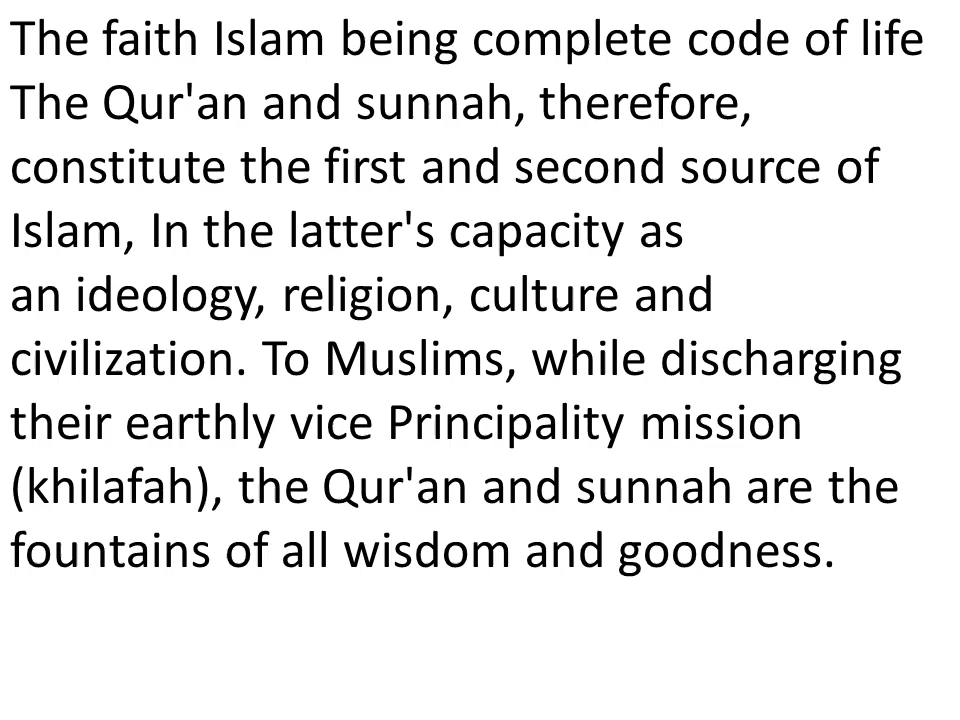 The faith Islam being complete code of life
The Qur'an and sunnah, therefore,
constitute the first and second source of
Islam, In the latter's capacity as
an ideology, religion, culture and
civilization. To Muslims, while discharging
their earthly vice Principality mission
(khilafah), the Qur'an and sunnah are the
fountains of all wisdom and goodness.